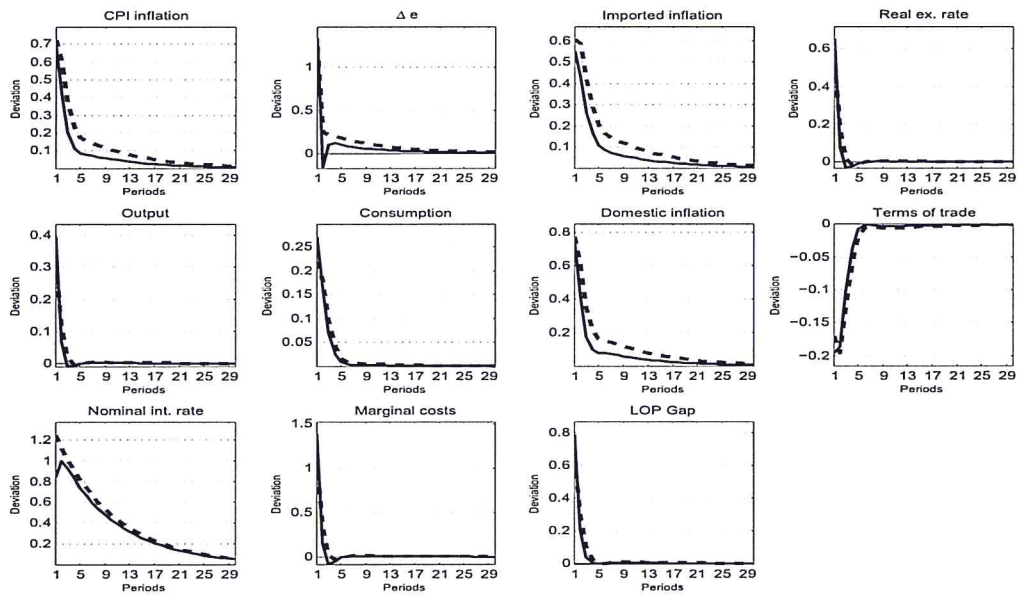 CPI inflation
0.7
0.6
0.5
0.4
0.3
0.2
0.1
Deviation
1 5 9 13 17 21 25 29
Periods
Δ e
1
0.5
0
Deviation
1 5 9 13 17 21 25 29
Periods
Imported inflation
0.6
0.5
0.4
0.3
0.2
0.1
Deviation
1 5 9 13 17 21 25 29
Periods
Real ex. rate
0.6
0.4
0.2
0
Deviation
1 5 9 13 17 21 25 29
Periods
Output
0.4
0.3
0.2
0.1
0
Deviation
1 5 9 13 17 21 25 29
Periods
Consumption
0.25
0.2
0.15
0.1
0.05
Deviation
1 5 9 13 17 21 25 29
Periods
Domestic inflation
0.8
0.6
0.4
0.2
Deviation
1 5 9 13 17 21 25 29
Periods
Terms of trade
0
−0.05
−0.1
−0.15
−0.2
Deviation
1 5 9 13 17 21 25 29
Periods
Nominal int. rate
1.2
1
0.8
0.6
0.4
0.2
Deviation
1 5 9 13 17 21 25 29
Periods
Marginal costs
1.5
1
0.5
0
Deviation
1 5 9 13 17 21 25 29
Periods
LOP Gap
0.8
0.6
0.4
0.2
0
Deviation
1 5 9 13 17 21 25 29
Periods